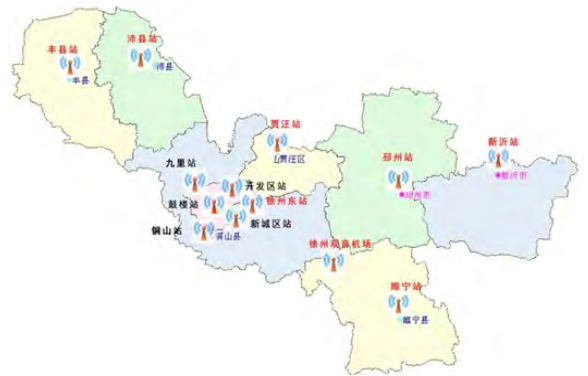 沛县站
丰县站
沛县
丰县
贾汪站
新沂站
九里站
贾汪区
邳州站
开发区站
新沂市
鼓楼站
徐州东站
邳州市
铜山站
新城区站
铜山县
徐州观音机场
睢宁站
睢宁县